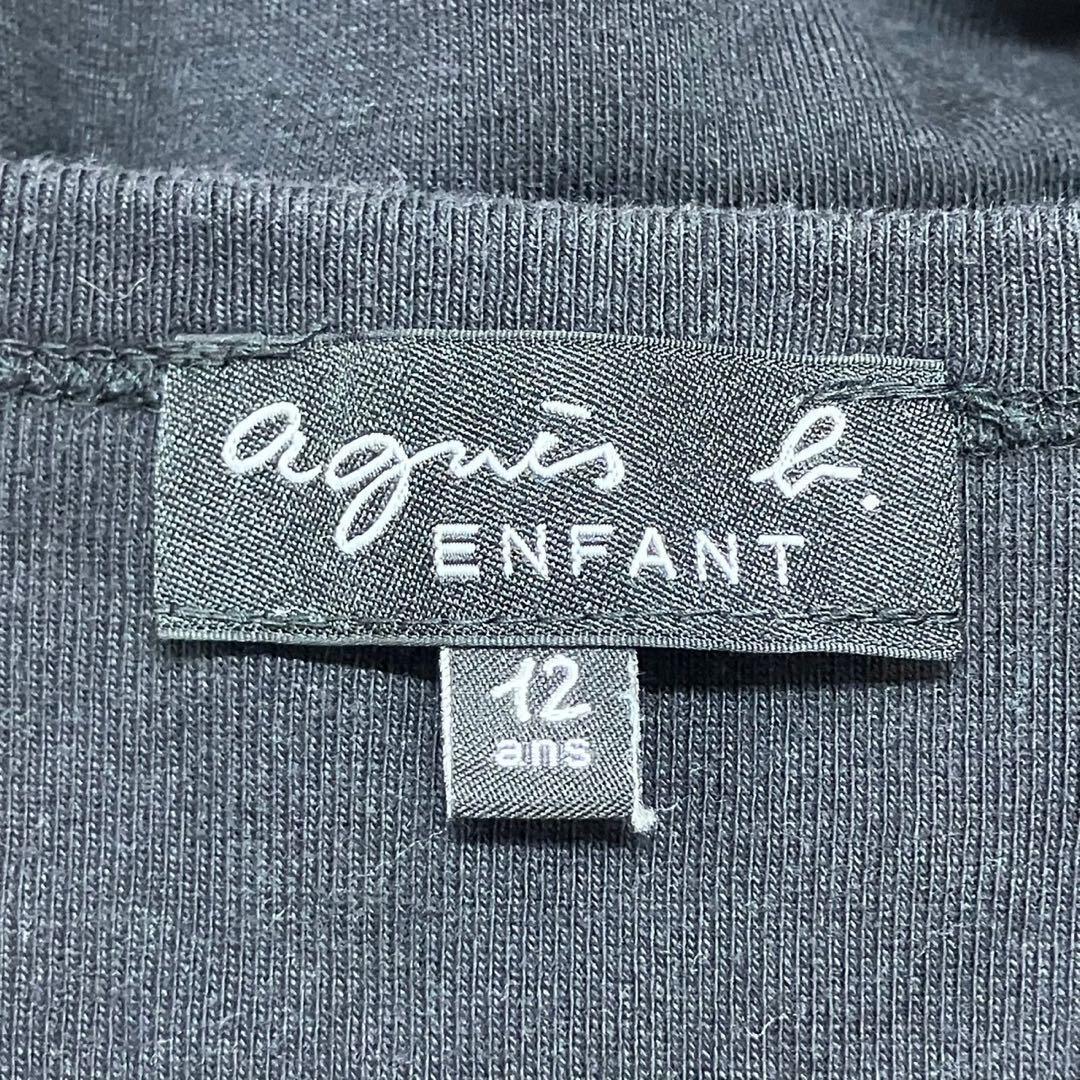 agnès b.
ENFANT
12
ans